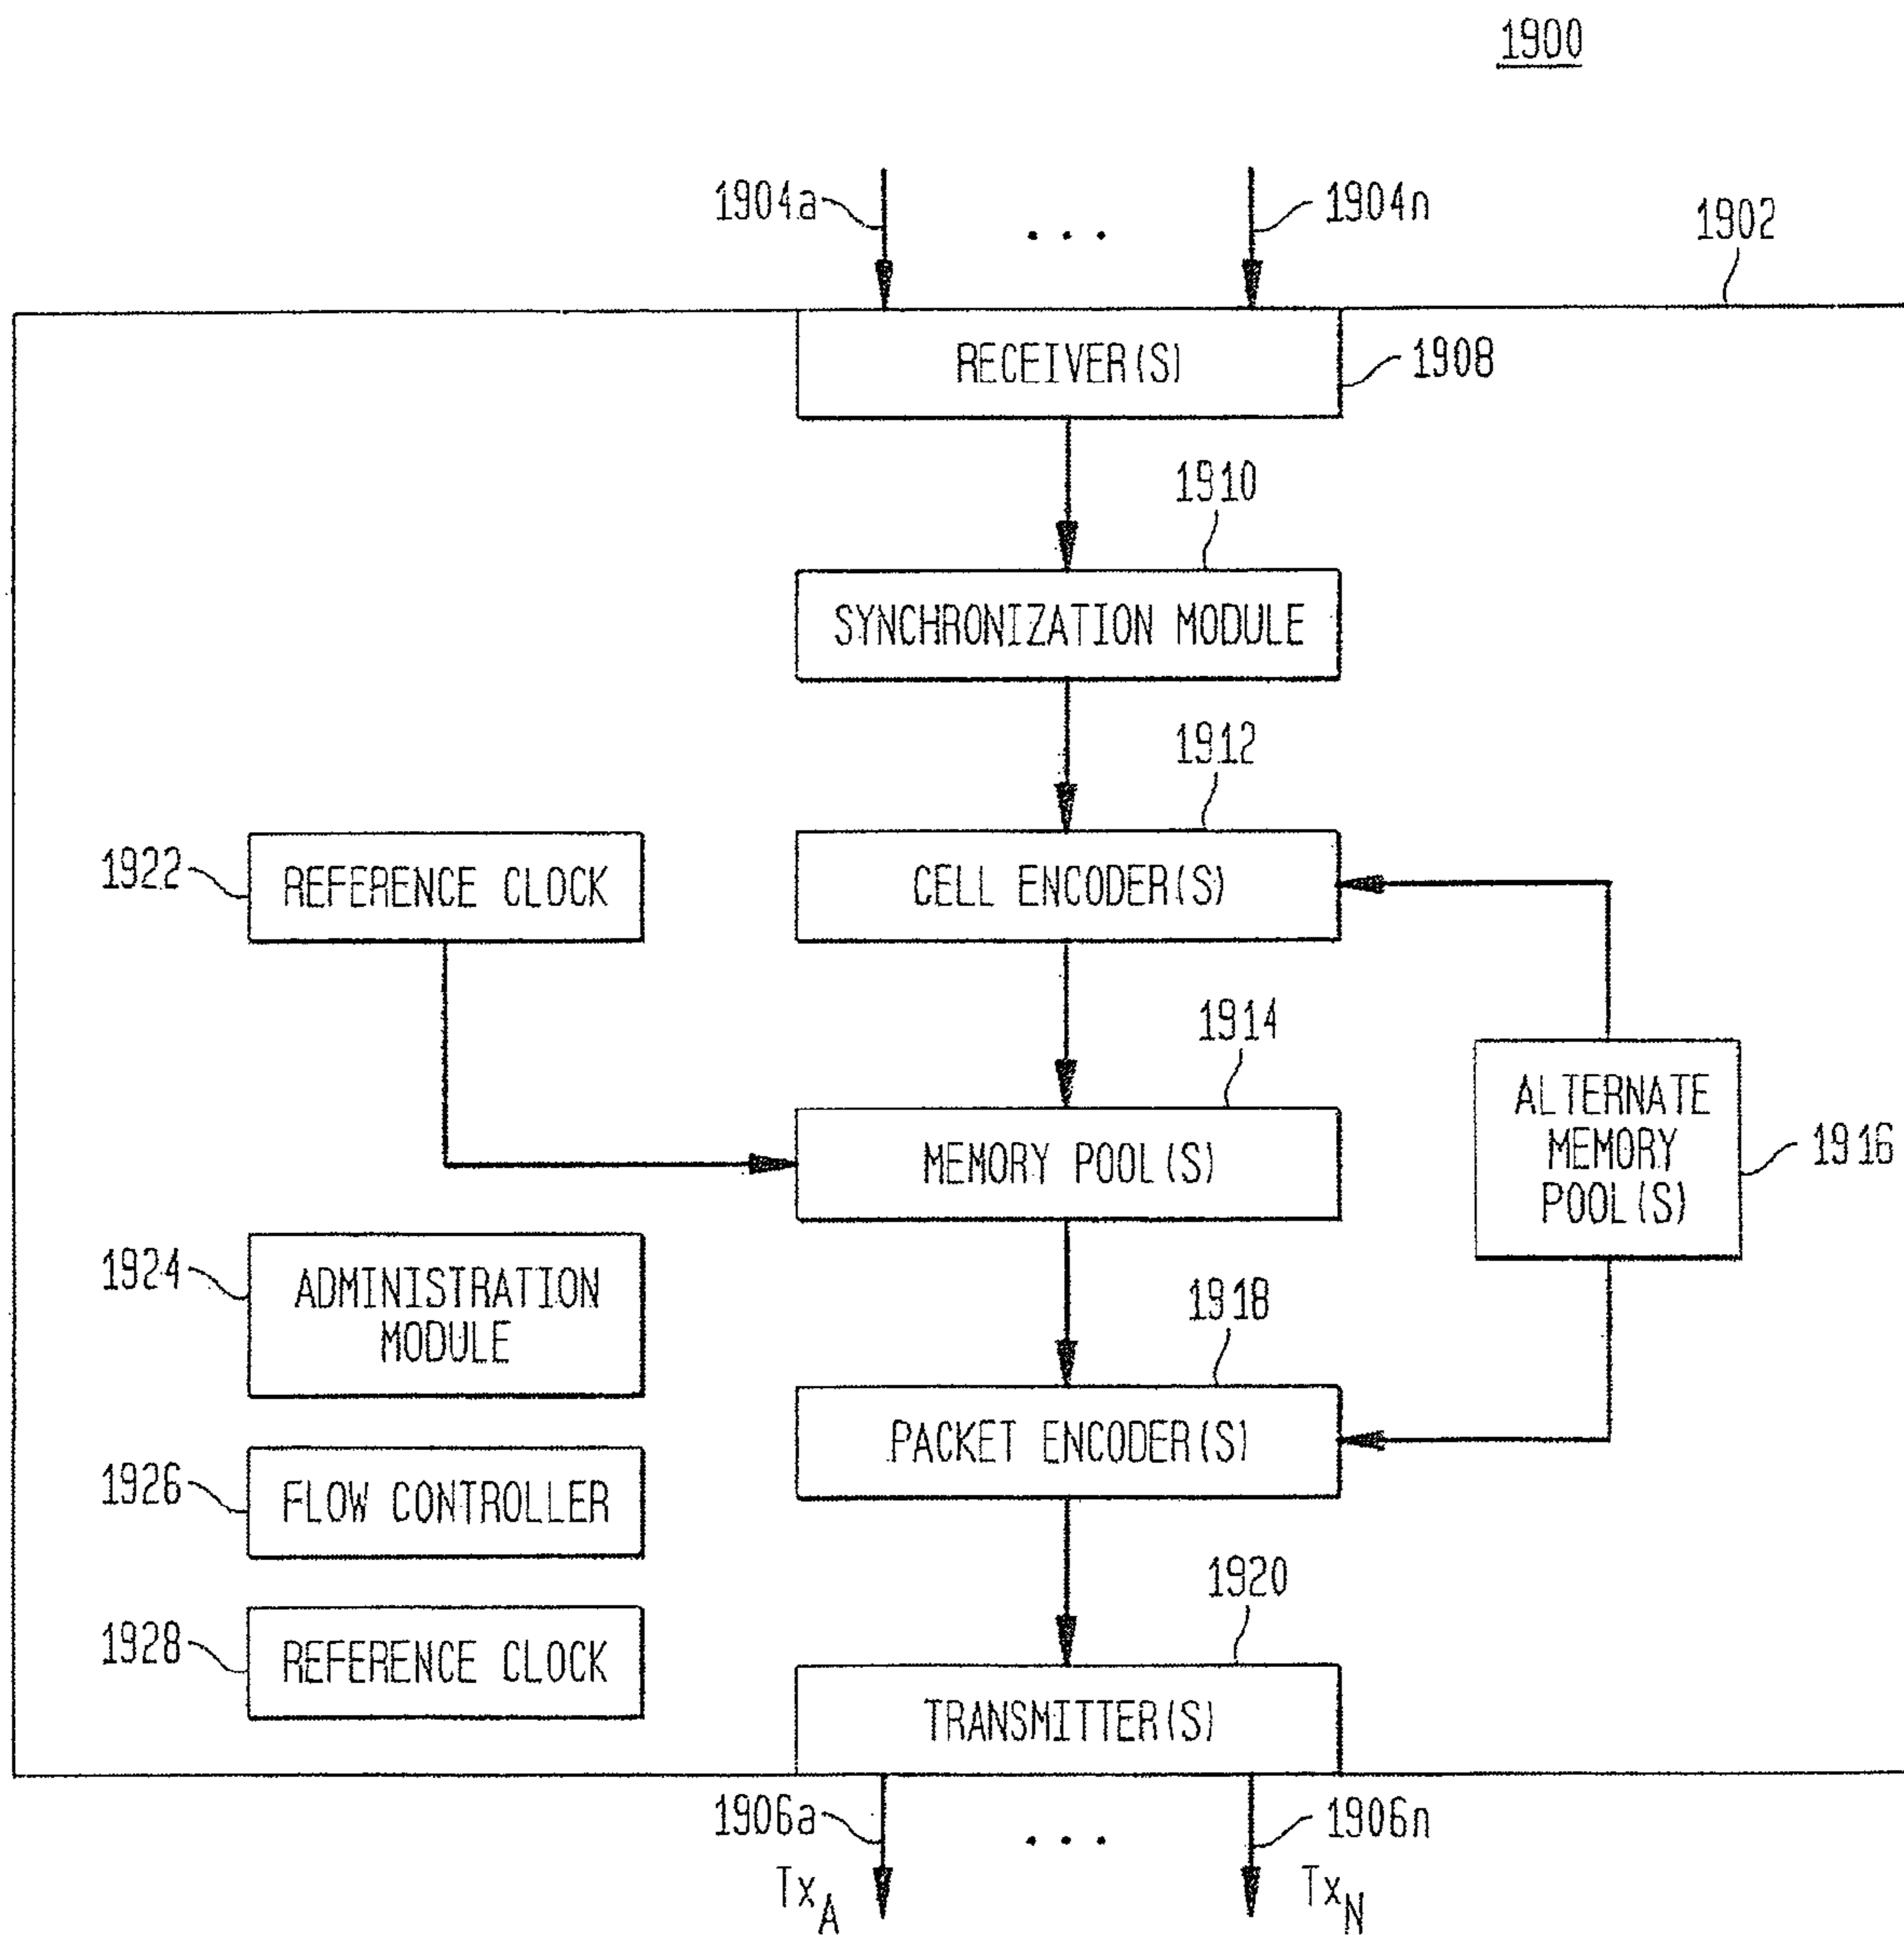 1900
1904a
. . .
1904n
1902
RECEIVER(S)
1908
1910
SYNCHRONIZATION MODULE
1912
1922
REFERENCE CLOCK
CELL ENCODER(S)
1914
MEMORY POOL(S)
ALTERNATE
MEMORY
POOL(S)
1916
1924
ADMINISTRATION
MODULE
1918
PACKET ENCODER(S)
1926
FLOW CONTROLLER
1920
1928
REFERENCE CLOCK
TRANSMITTER(S)
1906a
. . .
1906n
TxA
TxN